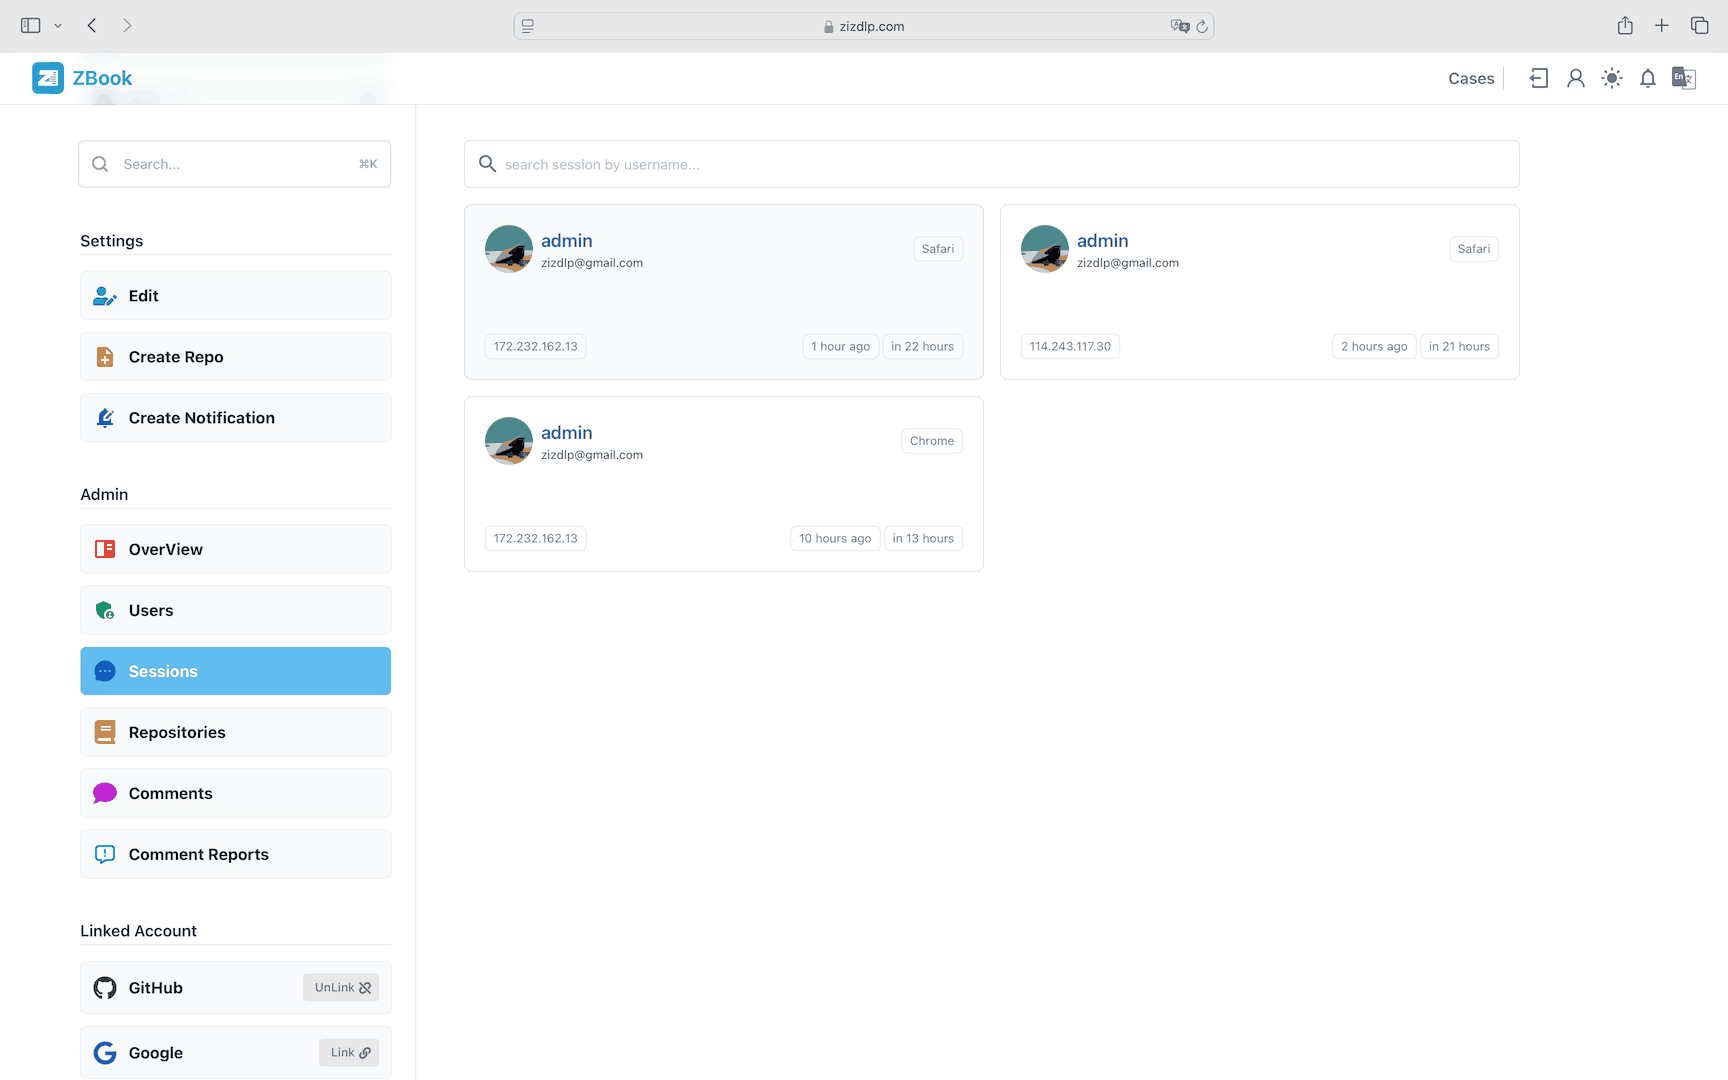 zizdlp.com
ZBook
Cases
En
Search...
⌘K
Settings
Edit
Create Repo
Create Notification
Admin
OverView
Users
Sessions
Repositories
Comments
Comment Reports
Linked Account
GitHub
UnLink
Google
Link
search session by username...
admin
zizdlp@gmail.com
Safari
172.232.162.13
1 hour ago
in 22 hours
admin
zizdlp@gmail.com
Safari
114.243.117.30
2 hours ago
in 21 hours
admin
zizdlp@gmail.com
Chrome
172.232.162.13
10 hours ago
in 13 hours